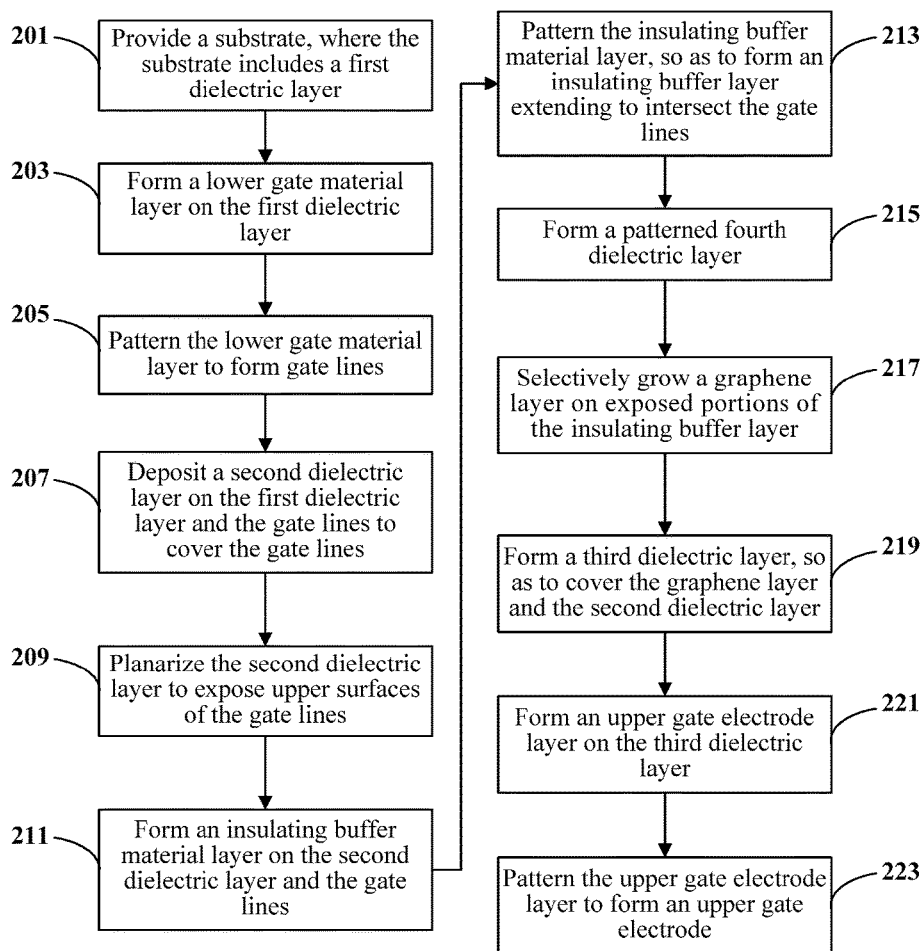 201
Provide a substrate, where the
substrate includes a first
dielectric layer
203
Form a lower gate material
layer on the first dielectric
layer
205
Pattern the lower gate material
layer to form gate lines
207
Deposit a second dielectric
layer on the first dielectric
layer and the gate lines to
cover the gate lines
209
Planarize the second dielectric
layer to expose upper surfaces
of the gate lines
211
Form an insulating buffer
material layer on the second
dielectric layer and the gate
lines
213
Pattern the insulating buffer
material layer, so as to form an
insulating buffer layer
extending to intersect the gate
lines
215
Form a patterned fourth
dielectric layer
217
Selectively grow a graphene
layer on exposed portions of
the insulating buffer layer
219
Form a third dielectric layer, so
as to cover the graphene layer
and the second dielectric layer
221
Form an upper gate electrode
layer on the third dielectric
layer
223
Pattern the upper gate electrode
layer to form an upper gate
electrode